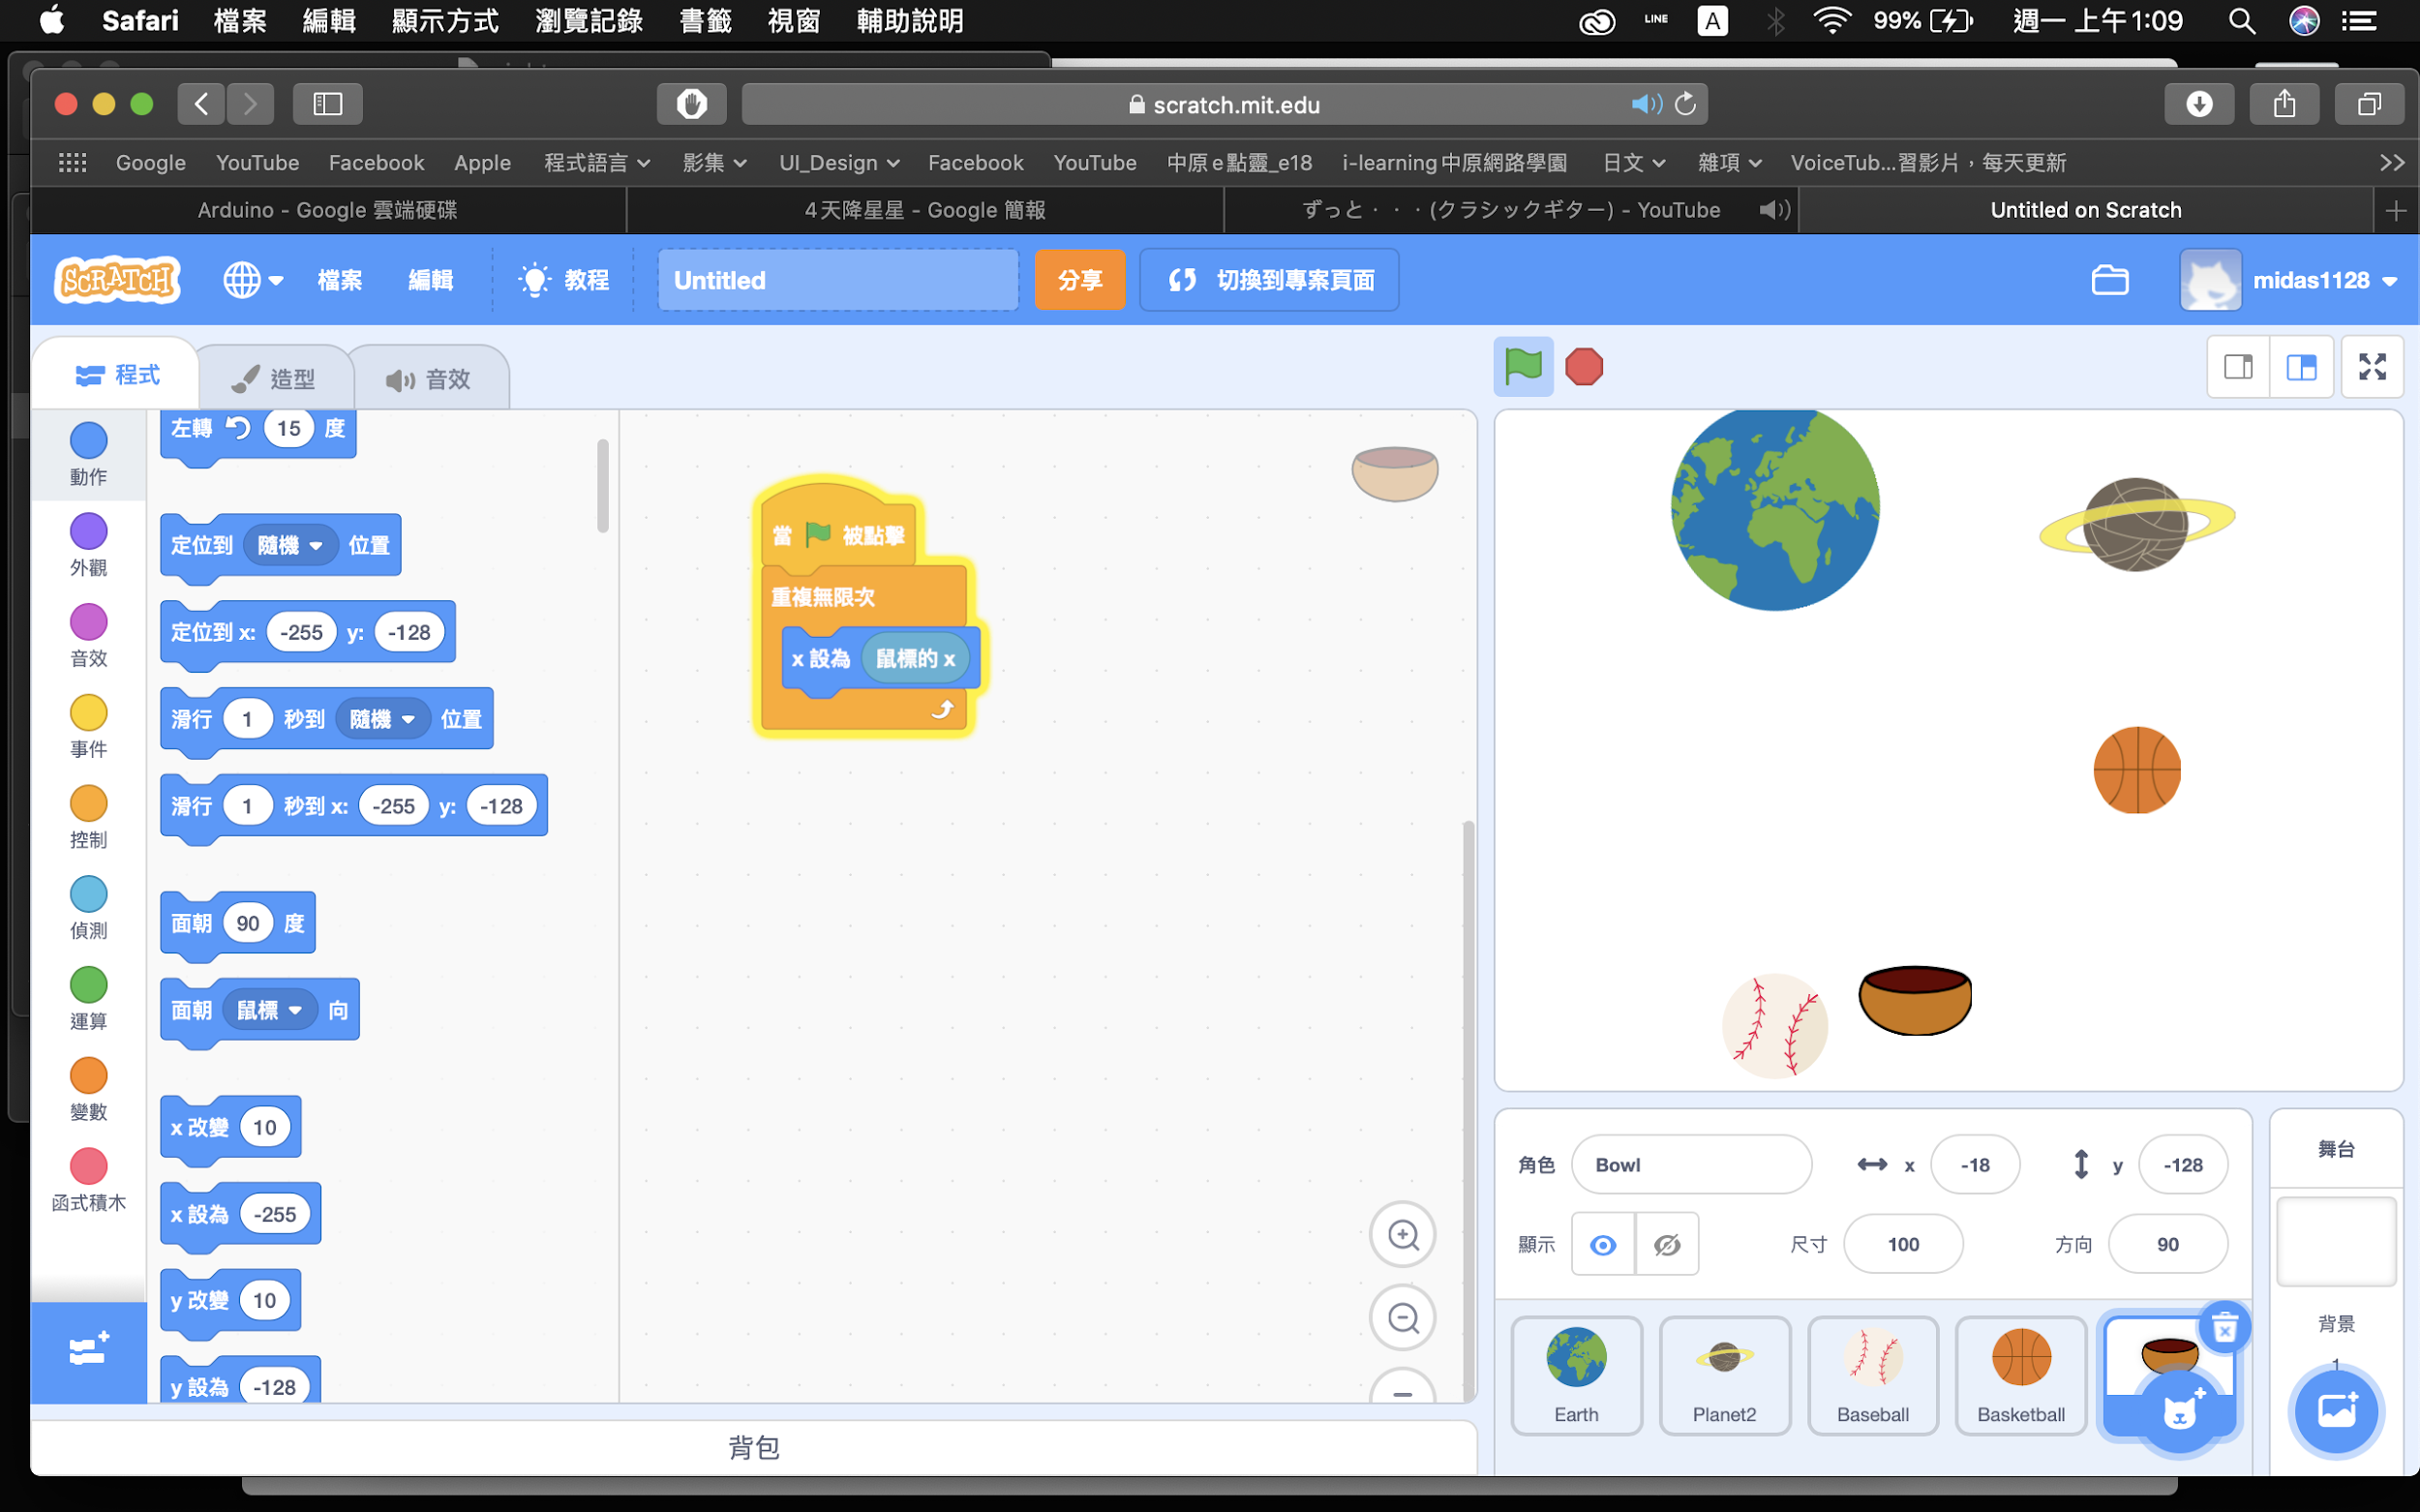 Safari 檔案 編輯 顯示方式 瀏覽記錄 書籤 視窗 輔助說明 LINE A 99% 週一 上午1:09
scratch.mit.edu
Google YouTube Facebook Apple 程式語言 影集 UI_Design Facebook YouTube 中原e點靈_e18 i-learning中原網路學園 日文 雜項 VoiceTub...習影片,每天更新
Arduino - Google 雲端硬碟 4天降星星 - Google 簡報 ずっと・・・(クラシックギター) - YouTube Untitled on Scratch
SCRATCH 檔案 編輯 教程 Untitled 分享 切換到專案頁面 midas1128
程式 造型 音效
動作
外觀
音效
事件
控制
偵測
運算
變數
函式積木
左轉 15 度
定位到 隨機 位置
定位到 x: -255 y: -128
滑行 1 秒到 隨機 位置
滑行 1 秒到 x: -255 y: -128
面朝 90 度
面朝 鼠標 向
x 改變 10
x 設為 -255
y 改變 10
y 設為 -128
當 被點擊
重複無限次
x 設為 鼠標的 x
背包
角色 Bowl x -18 y -128
顯示 尺寸 100 方向 90
Earth Planet2 Baseball Basketball
舞台
背景
1